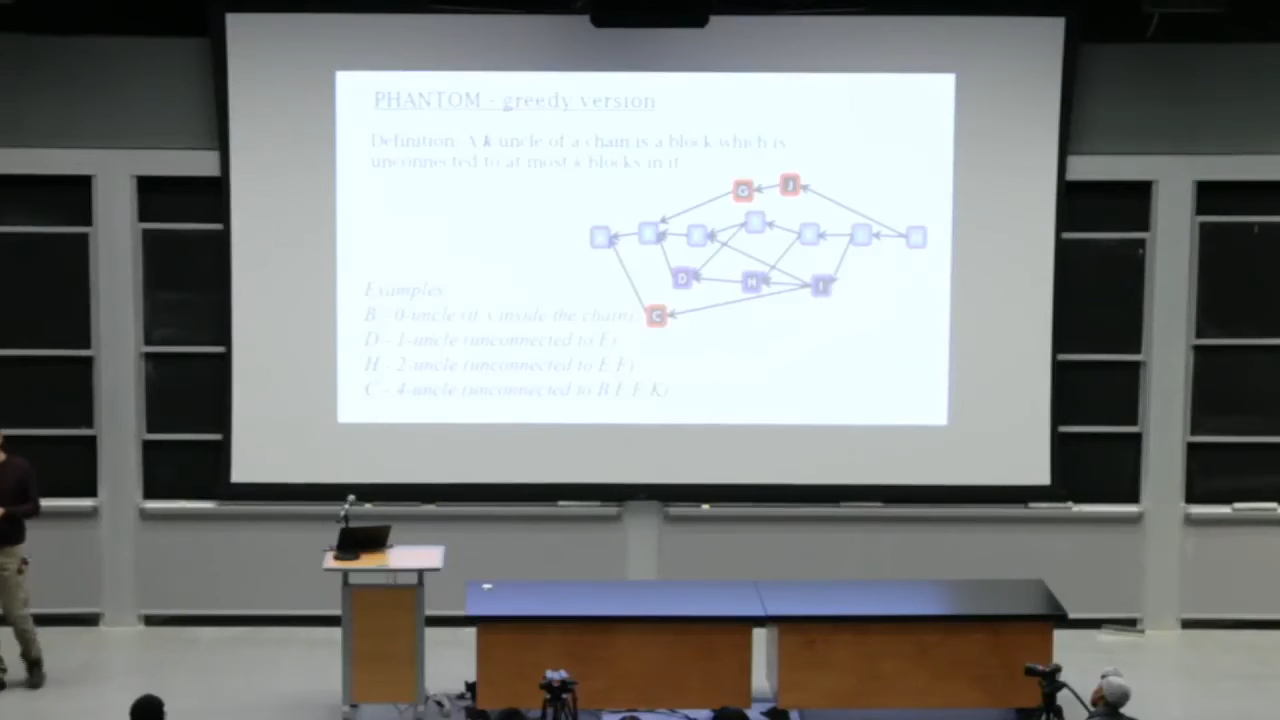 PHANTOM - greedy version
Definition: A k-uncle of a chain is a block which is
unconnected to at most k blocks in it
G J
D H I
C
Examples
B - 0-uncle (it's inside the chain)
D - 1-uncle (unconnected to E)
H - 2-uncle (unconnected to E F)
C - 4-uncle (unconnected to B E F K)